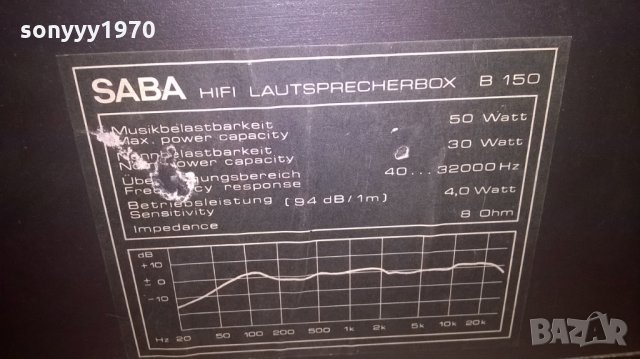 sonyyy1970
SABA HIFI LAUTSPRECHERBOX B 150
Musikbelastbarkeit 50 Watt
Max. power capacity
30 Watt
power capacity
40...32000 Hz
response
Betriebsleistung (94 dB/1m) 4,0 Watt
Sensitivity
Impedance 8 Ohm
dB
+10
± 0
-10
Hz 20 50 100 200 500 1k 2k 5k 10k 20k
BAZAR.bg